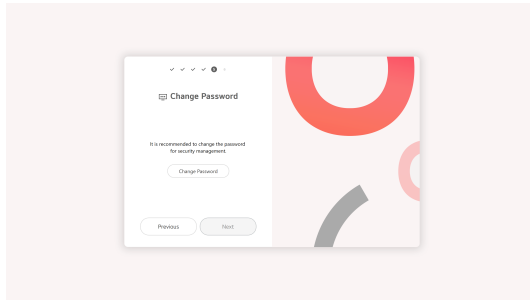 Change Password
It is recommended to change the password
for security management.
Change Password
Previous
Next